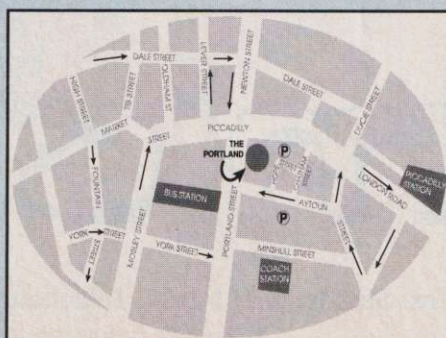 DALE STREET
LEVER STREET
NEWTON STREET
HIGH STREET
TIB STREET
DALE STREET
DUCIE STREET
MARKET
STREET
PICCADILLY
THE
PORTLAND
P
PICCADILLY
STATION
LONDON ROAD
FOUNTAIN
STREET
BUS STATION
AYTOUN
STREET
P
YORK STREET
MOSLEY STREET
YORK STREET
PORTLAND STREET
MINSHULL STREET
COACH
STATION